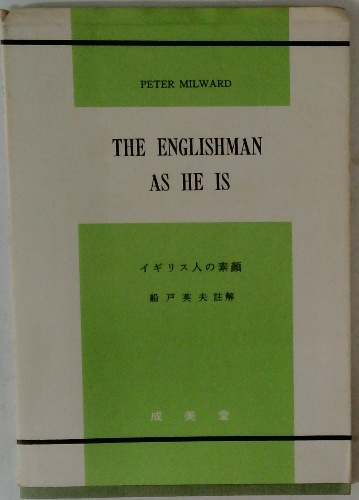 PETER MILWARD
THE ENGLISHMAN
AS HE IS
イギリス人の素顔
船戸英夫註解
成美堂